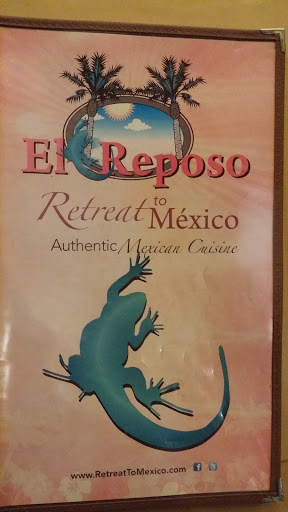 El Reposo
Retreat to México
Authentic Mexican Cuisine
www.RetreatToMexico.com